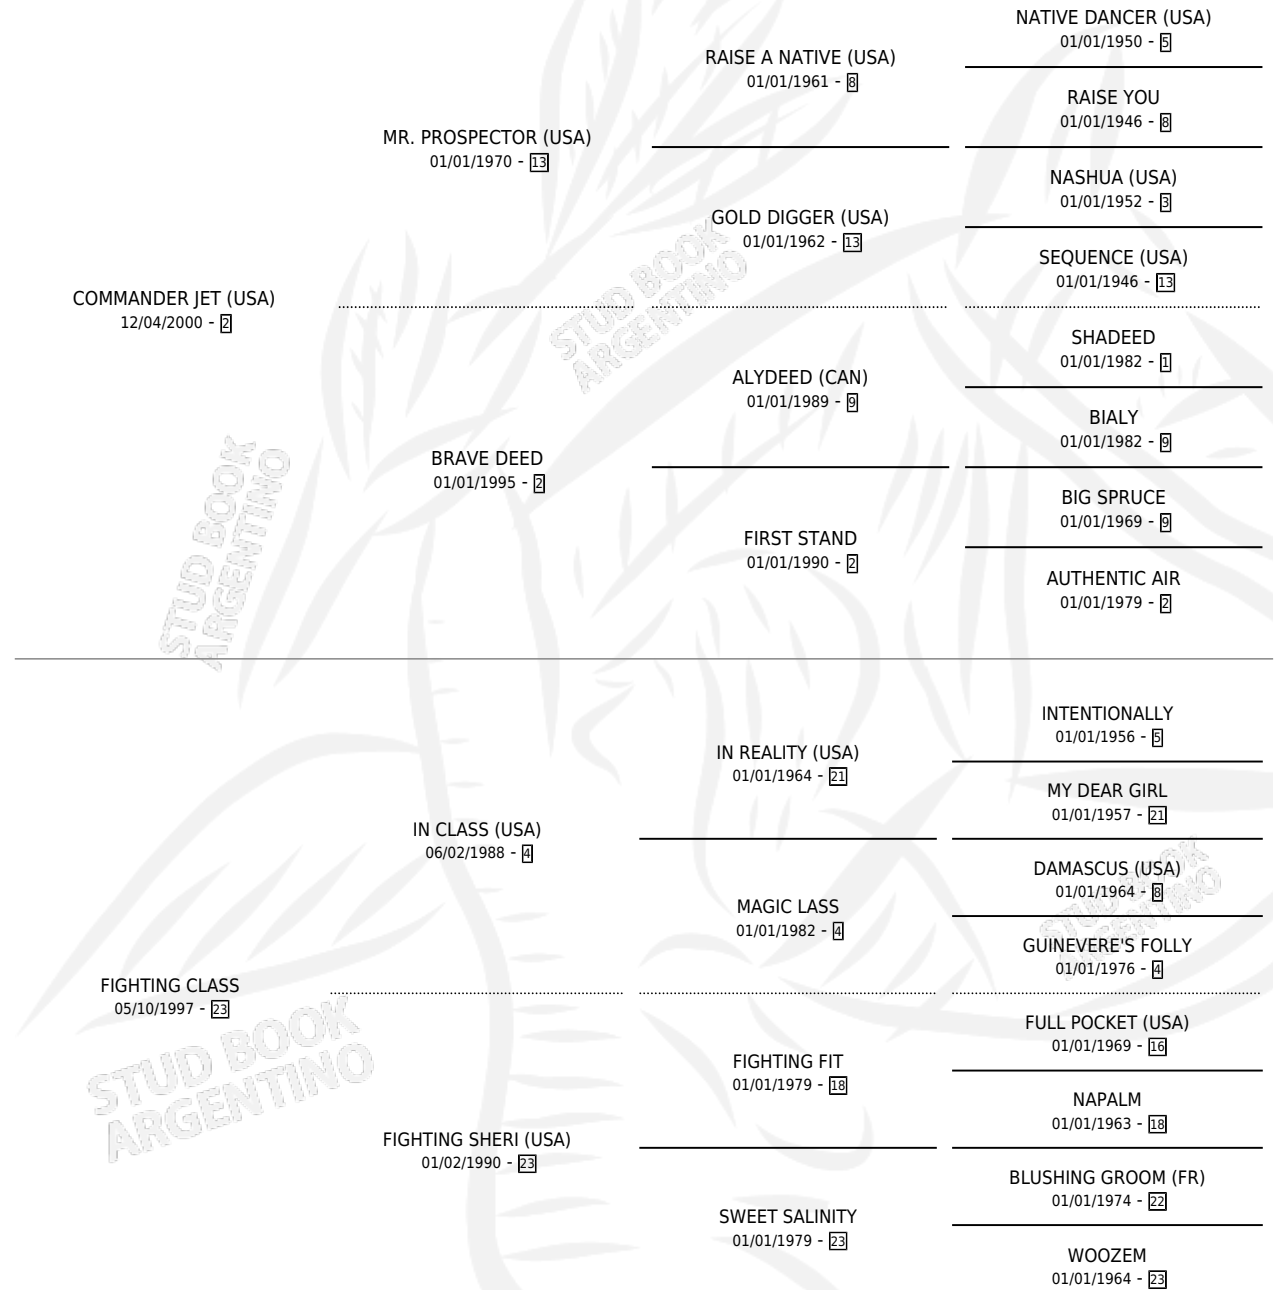 NATIVE DANCER (USA)
01/01/1950 - 5
RAISE A NATIVE (USA)
01/01/1961 - 8
RAISE YOU
01/01/1946 - 8
MR. PROSPECTOR (USA)
01/01/1970 - 13
NASHUA (USA)
01/01/1952 - 3
GOLD DIGGER (USA)
01/01/1962 - 13
SEQUENCE (USA)
01/01/1946 - 13
COMMANDER JET (USA)
12/04/2000 - 2
STUD BOOK
ARGENTINO
SHADEED
01/01/1982 - 1
ALYDEED (CAN)
01/01/1989 - 9
BIALY
01/01/1982 - 9
BRAVE DEED
01/01/1995 - 2
BIG SPRUCE
01/01/1969 - 9
FIRST STAND
01/01/1990 - 2
AUTHENTIC AIR
01/01/1979 - 2
STUD BOOK
ARGENTINO
INTENTIONALLY
01/01/1956 - 5
IN REALITY (USA)
01/01/1964 - 21
MY DEAR GIRL
01/01/1957 - 21
IN CLASS (USA)
06/02/1988 - 4
DAMASCUS (USA)
01/01/1964 - 8
MAGIC LASS
01/01/1982 - 4
STUD BOOK
ARGENTINO
GUINEVERE'S FOLLY
01/01/1976 - 4
FIGHTING CLASS
05/10/1997 - 23
FULL POCKET (USA)
01/01/1969 - 16
STUD BOOK
ARGENTINO
FIGHTING FIT
01/01/1979 - 18
NAPALM
01/01/1963 - 18
FIGHTING SHERI (USA)
01/02/1990 - 23
BLUSHING GROOM (FR)
01/01/1974 - 22
SWEET SALINITY
01/01/1979 - 23
WOOZEM
01/01/1964 - 23